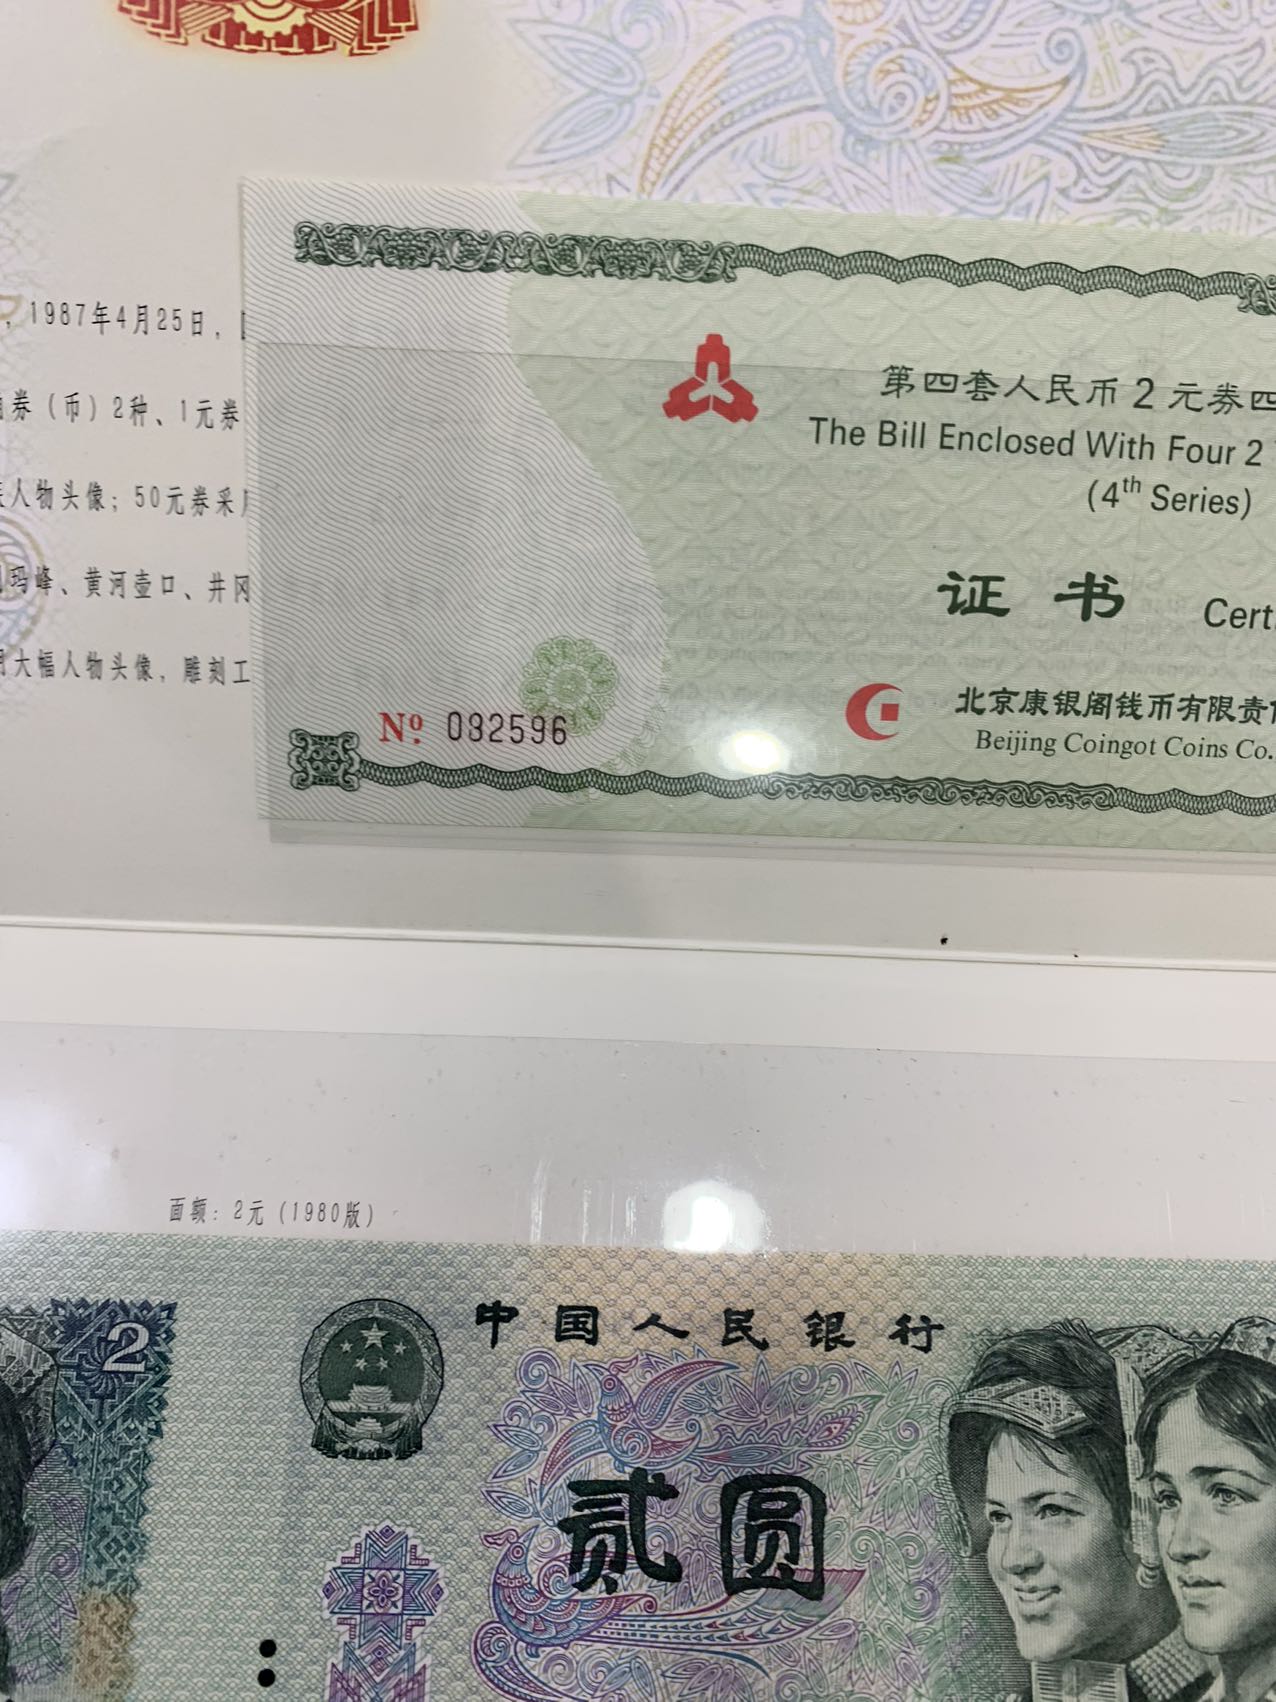 ，1987年4月25日，
券（币）2种、1元券
人物头像；50元券采
玛峰、黄河壶口、井冈
大幅人物头像，雕刻工
第四套人民币2元券四
The Bill Enclosed With Four 2
(4th Series)
证书 Cert
北京康银阁钱币有限责
Beijing Coingot Coins Co.
Nº 092596
面额：2元（1980版）
2
中国人民银行
贰圆